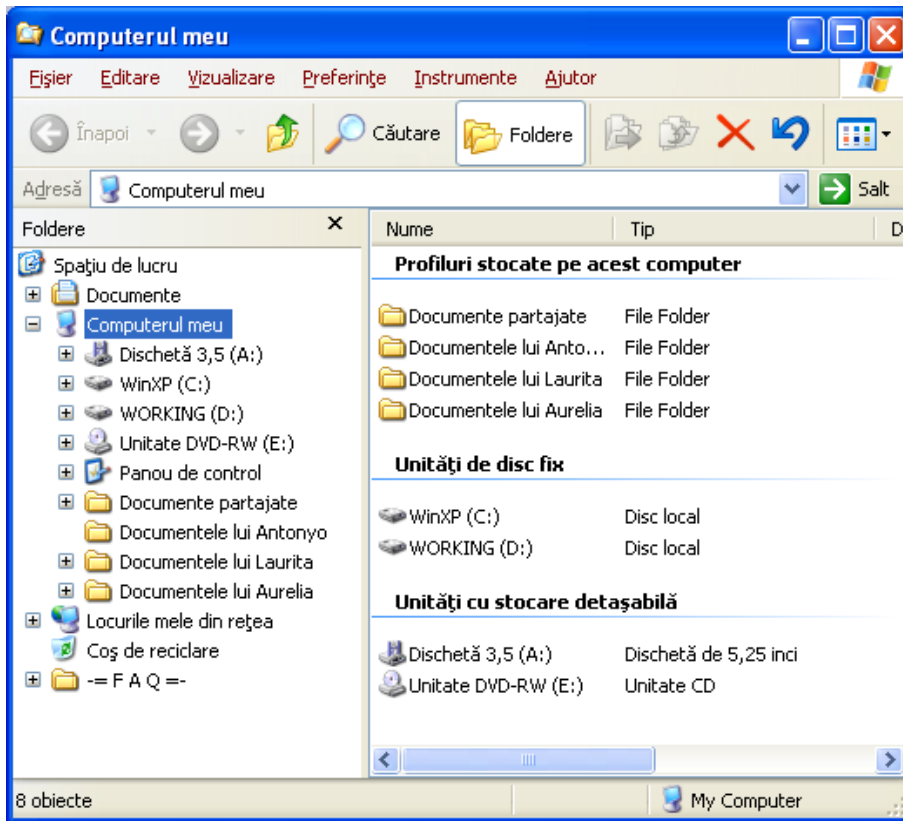 Computerul meu
Fişier Editare Vizualizare Preferinţe Instrumente Ajutor
Înapoi Căutare Foldere
Adresă Computerul meu Salt
Foldere
Spaţiu de lucru
Documente
Computerul meu
Dischetă 3,5 (A:)
WinXP (C:)
WORKING (D:)
Unitate DVD-RW (E:)
Panou de control
Documente partajate
Documentele lui Antonyo
Documentele lui Laurita
Documentele lui Aurelia
Locurile mele din reţea
Coş de reciclare
-= F A Q =-
Nume Tip D
Profiluri stocate pe acest computer
Documente partajate File Folder
Documentele lui Anto... File Folder
Documentele lui Laurita File Folder
Documentele lui Aurelia File Folder
Unităţi de disc fix
WinXP (C:) Disc local
WORKING (D:) Disc local
Unităţi cu stocare detaşabilă
Dischetă 3,5 (A:) Dischetă de 5,25 inci
Unitate DVD-RW (E:) Unitate CD
8 obiecte My Computer